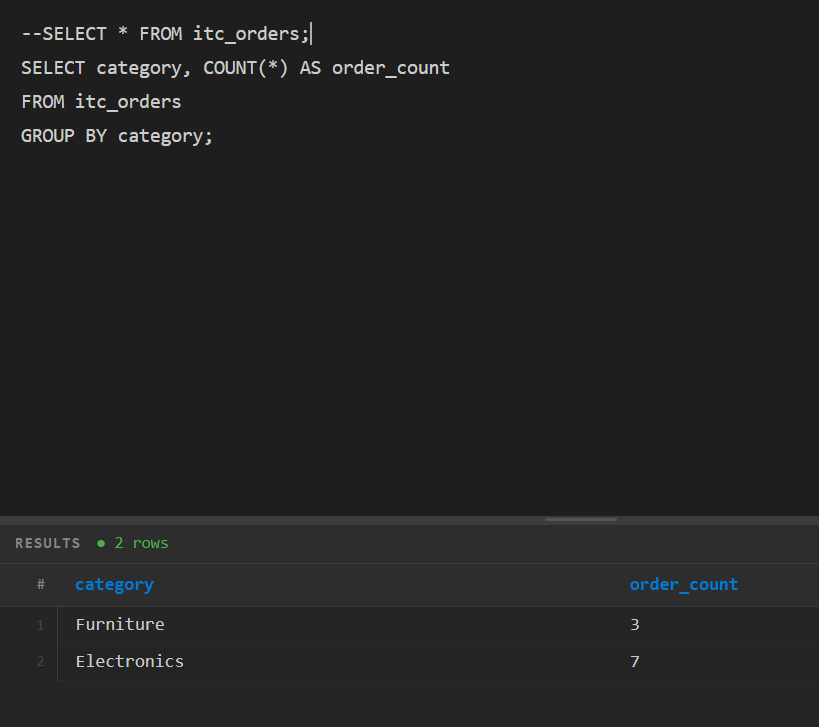 --SELECT * FROM itc_orders;
SELECT category, COUNT(*) AS order_count
FROM itc_orders
GROUP BY category;
RESULTS ● 2 rows
# category order_count
1 Furniture 3
2 Electronics 7